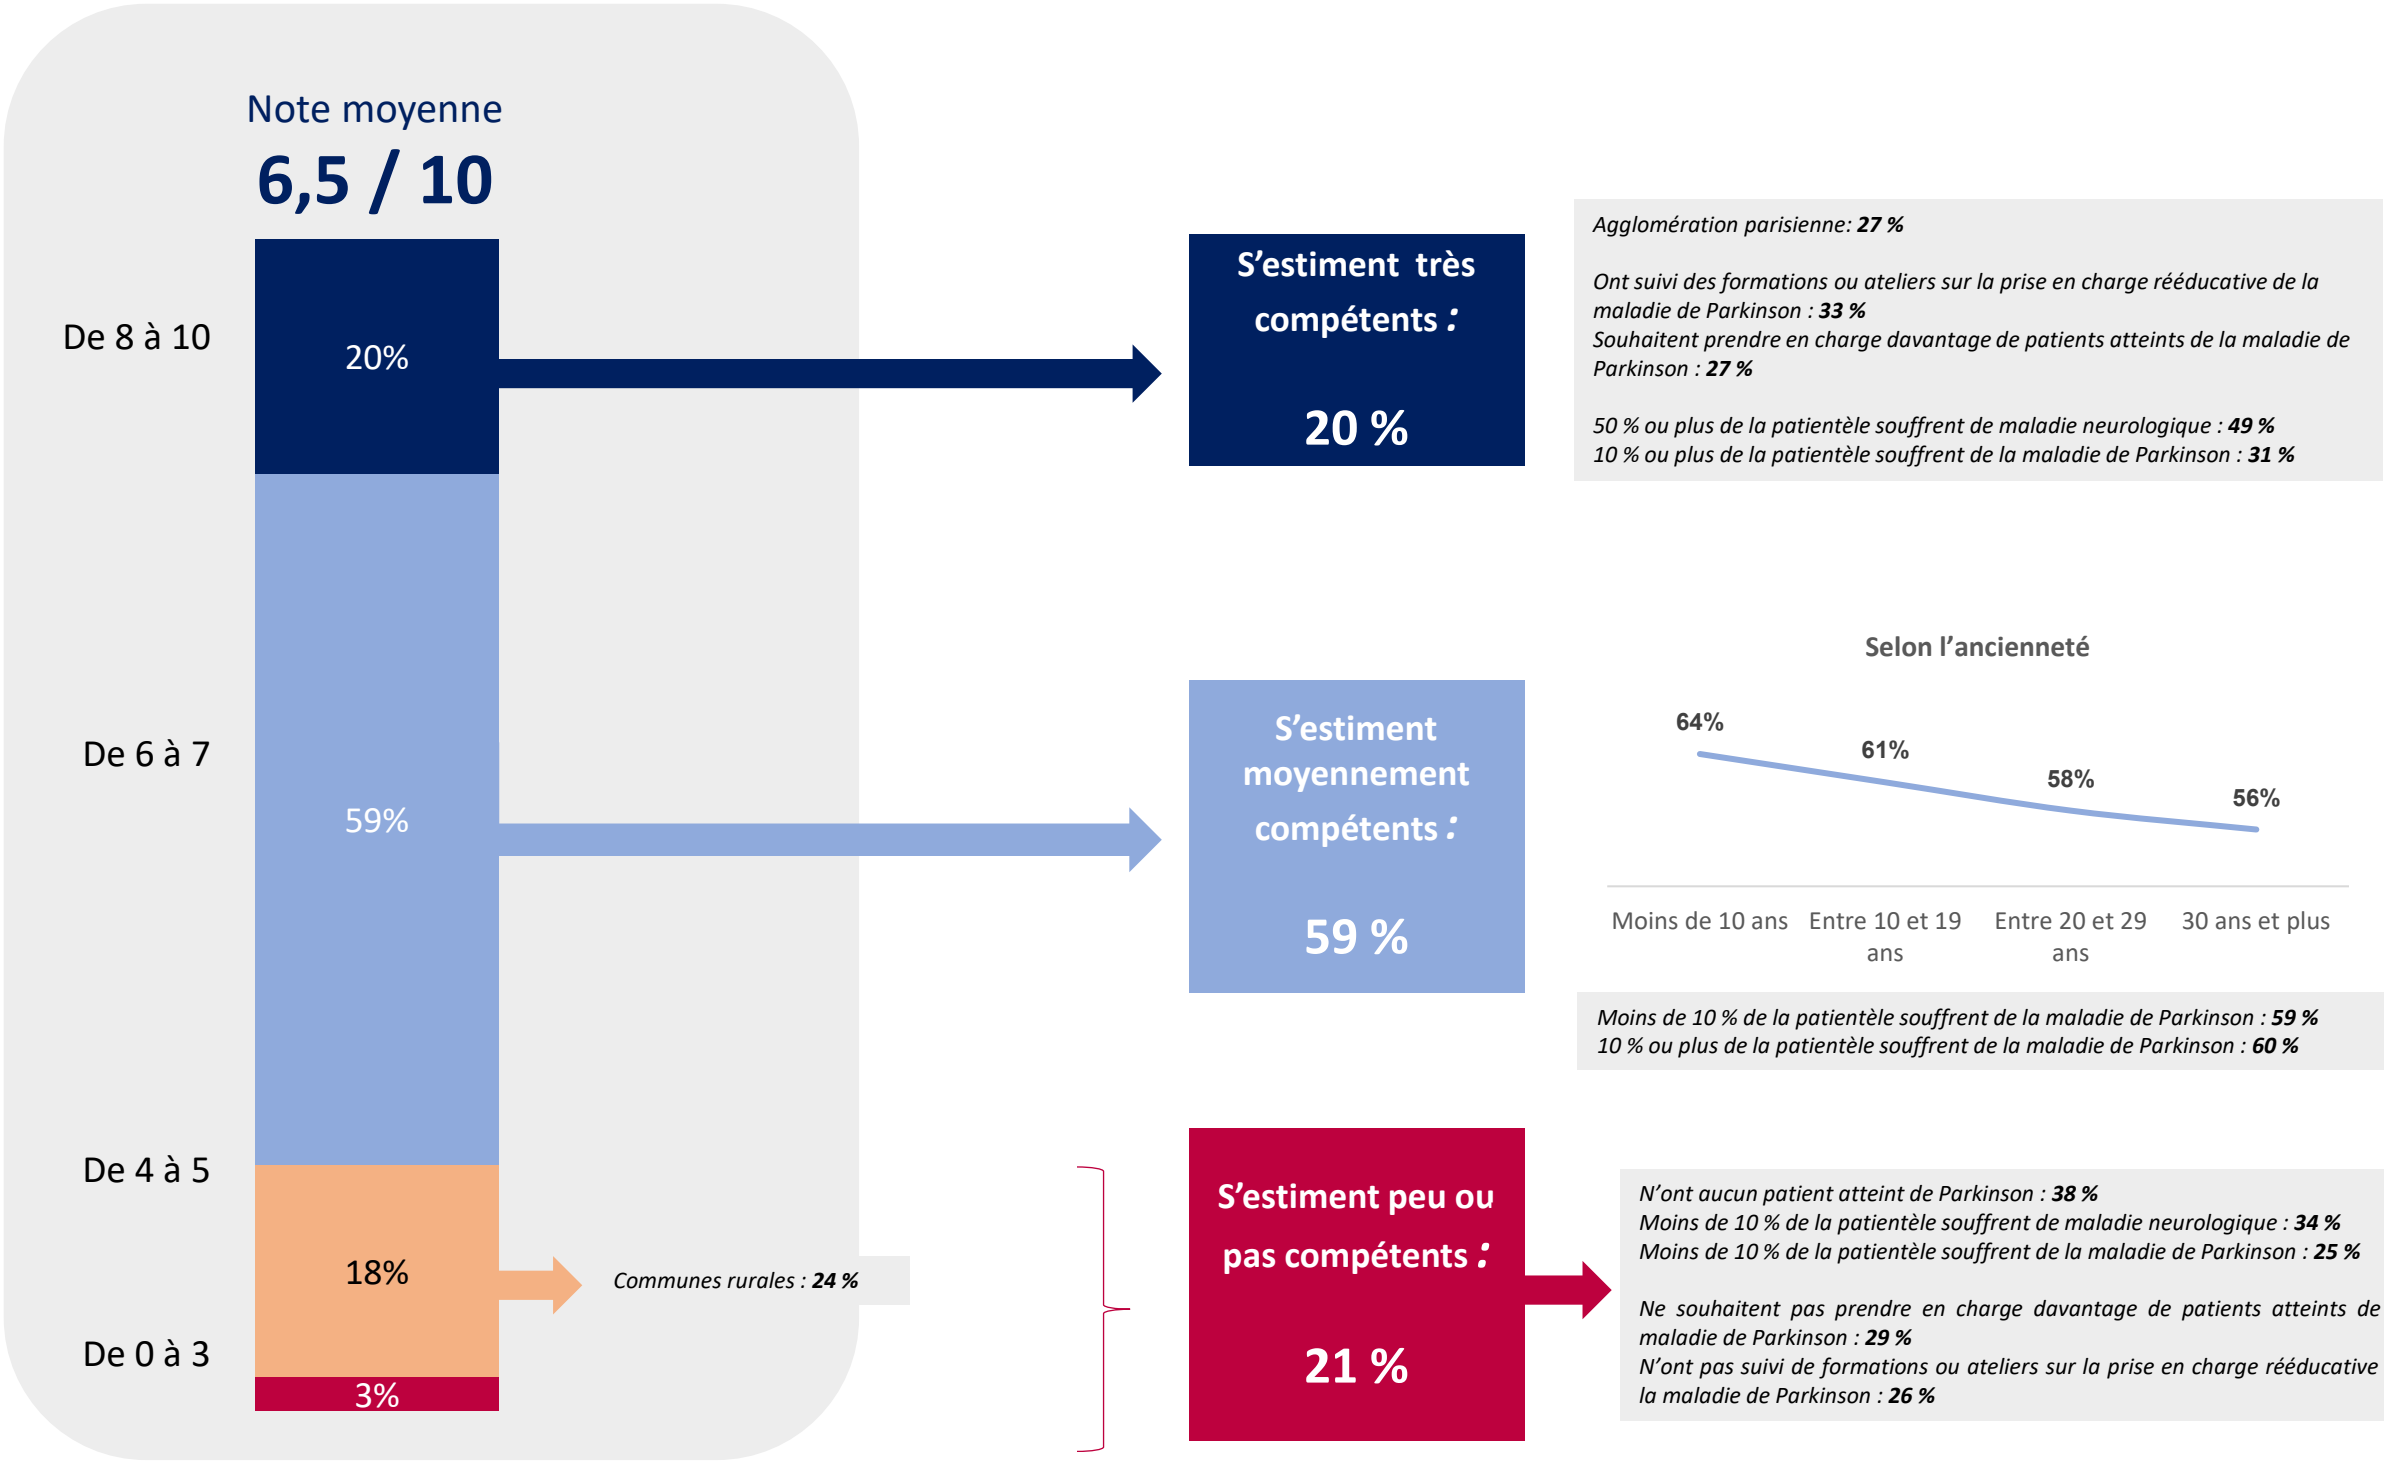 Note moyenne
6,5 / 10
De 8 à 10
20%
De 6 à 7
59%
De 4 à 5
18%
De 0 à 3
3%
Communes rurales : 24 %
S’estiment très
compétents :
20 %
Agglomération parisienne: 27 %
Ont suivi des formations ou ateliers sur la prise en charge rééducative de la
maladie de Parkinson : 33 %
Souhaitent prendre en charge davantage de patients atteints de la maladie de
Parkinson : 27 %
50 % ou plus de la patientèle souffrent de maladie neurologique : 49 %
10 % ou plus de la patientèle souffrent de la maladie de Parkinson : 31 %
S’estiment
moyennement
compétents :
59 %
Selon l’ancienneté
64%
61%
58%
56%
Moins de 10 ans
Entre 10 et 19
ans
Entre 20 et 29
ans
30 ans et plus
Moins de 10 % de la patientèle souffrent de la maladie de Parkinson : 59 %
10 % ou plus de la patientèle souffrent de la maladie de Parkinson : 60 %
S’estiment peu ou
pas compétents :
21 %
N’ont aucun patient atteint de Parkinson : 38 %
Moins de 10 % de la patientèle souffrent de maladie neurologique : 34 %
Moins de 10 % de la patientèle souffrent de la maladie de Parkinson : 25 %
Ne souhaitent pas prendre en charge davantage de patients atteints de
maladie de Parkinson : 29 %
N’ont pas suivi de formations ou ateliers sur la prise en charge rééducative
la maladie de Parkinson : 26 %